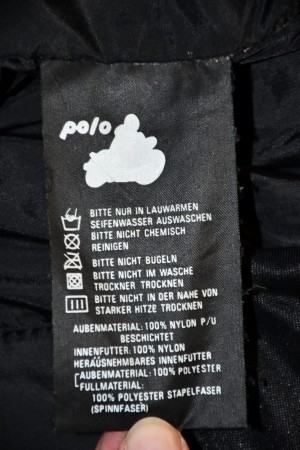 polo
BITTE NUR IN LAUWARMEN
SEIFENWASSER AUSWASCHEN
BITTE NICHT CHEMISCH
REINIGEN
BITTE NICHT BUGELN
BITTE NICHT IM WASCHE
TROCKNER TROCKNEN
BITTE NICHT IN DER NAHE VON
STARKER HITZE TROCKNEN
AUßENMATERIAL: 100% NYLON P/U
BESCHICHTET
INNENFUTTER: 100% NYLON
HERAUSNEHMBARES INNENFUTTER
AUßENMATERIAL: 100% POLYESTER
FULLMATERIAL:
100% POLYESTER STAPELFASER
(SPINNFASER)